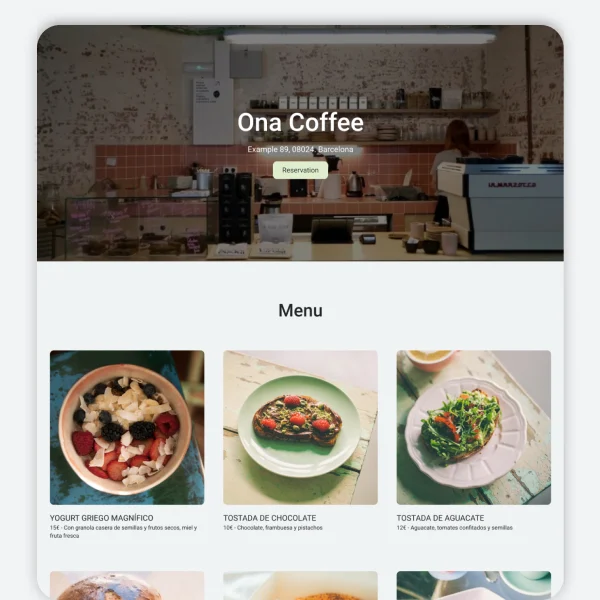 Ona Coffee
Example 89, 08024, Barcelona
Reservation
Menu
YOGURT GRIEGO MAGNÍFICO
15€ - Con granola casera de semillas y frutos secos, miel y
fruta fresca
TOSTADA DE CHOCOLATE
10€ - Chocolate, frambuesa y pistachos
TOSTADA DE AGUACATE
12€ - Aguacate, tomates confitados y semillas